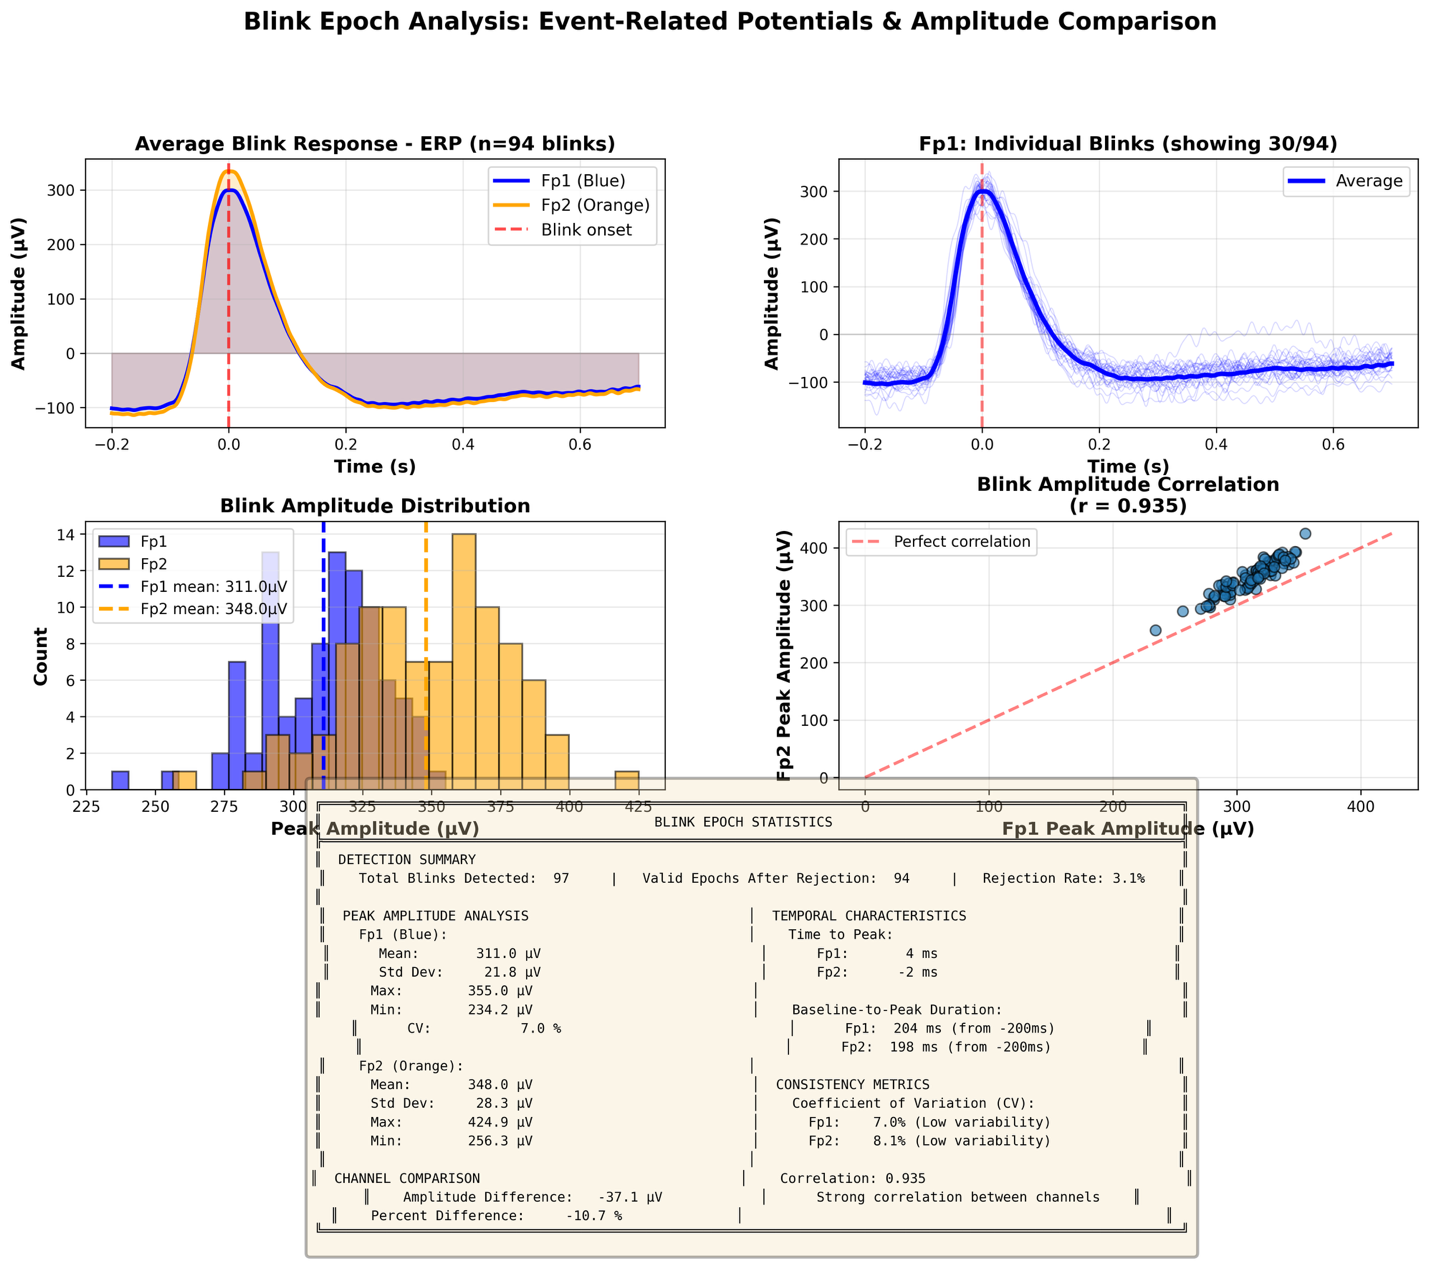 Blink Epoch Analysis: Event-Related Potentials & Amplitude Comparison
Average Blink Response - ERP (n=94 blinks)
Amplitude (µV)
300
200
100
0
−100
Fp1 (Blue)
Fp2 (Orange)
Blink onset
−0.2
0.0
0.2
0.4
0.6
Time (s)
Fp1: Individual Blinks (showing 30/94)
Amplitude (µV)
300
200
100
0
−100
Average
−0.2
0.0
0.2
0.4
0.6
Time (s)
Blink Amplitude Distribution
Count
14
12
10
8
6
4
2
0
Fp1
Fp2
Fp1 mean: 311.0µV
Fp2 mean: 348.0µV
225
250
275
300
325
350
375
400
425
Peak Amplitude (µV)
Blink Amplitude Correlation
(r = 0.935)
Fp2 Peak Amplitude (µV)
400
300
200
100
0
Perfect correlation
0
100
200
300
400
Fp1 Peak Amplitude (µV)
BLINK EPOCH STATISTICS
DETECTION SUMMARY
Total Blinks Detected: 97 | Valid Epochs After Rejection: 94 | Rejection Rate: 3.1%
PEAK AMPLITUDE ANALYSIS │ TEMPORAL CHARACTERISTICS
Fp1 (Blue): │ Time to Peak:
Mean: 311.0 µV │ Fp1: 4 ms
Std Dev: 21.8 µV │ Fp2: -2 ms
Max: 355.0 µV │
Min: 234.2 µV │ Baseline-to-Peak Duration:
CV: 7.0 % │ Fp1: 204 ms (from -200ms)
│ Fp2: 198 ms (from -200ms)
Fp2 (Orange): │
Mean: 348.0 µV │ CONSISTENCY METRICS
Std Dev: 28.3 µV │ Coefficient of Variation (CV):
Max: 424.9 µV │ Fp1: 7.0% (Low variability)
Min: 256.3 µV │ Fp2: 8.1% (Low variability)
│
CHANNEL COMPARISON │ Correlation: 0.935
Amplitude Difference: -37.1 µV │ Strong correlation between channels
Percent Difference: -10.7 % │